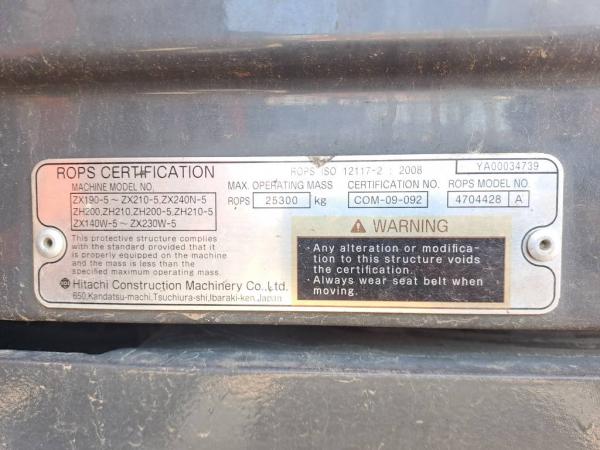 ROPS CERTIFICATION
ROPS ISO 12117-2 : 2008
YA00034739
MACHINE MODEL NO.
ZX190-5 ~ ZX210-5,ZX240N-5
ZH200,ZH210,ZH200-5,ZH210-5
ZX140W-5 ~ ZX230W-5
MAX. OPERATING MASS
ROPS 25300 kg
CERTIFICATION NO.
COM-09-092
ROPS MODEL NO.
4704428 A
This protective structure complies
with the standard provided that it
is properly equipped on the machine
and the mass is less than the
specified maximum operating mass.
Hitachi Construction Machinery Co.,Ltd.
650,Kandatsu-machi,Tsuchiura-shi,Ibaraki-ken,Japan
WARNING
·Any alteration or modifica-
tion to this structure voids
the certification.
·Always wear seat belt when
moving.